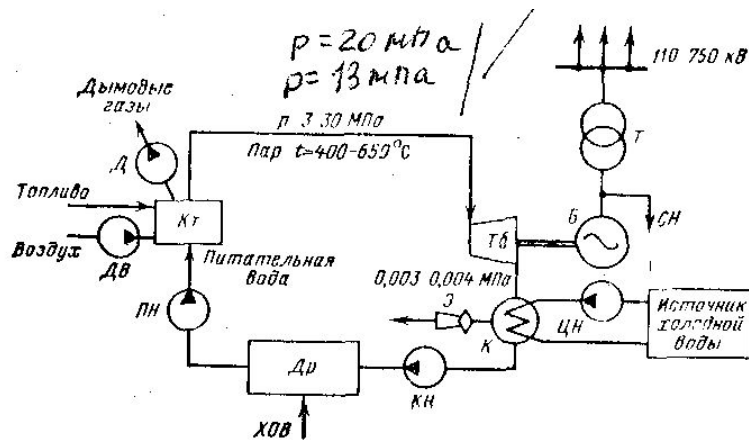 p = 20 мпа
p = 13 мпа
110 750 кВ
Дымовые
газы
p 3 30 МПа
Пар t=400-650°С
Д
Т
Топливо
Кт
G
СН
Тб
Воздух
ДВ
Питательная
вода
0,003 0,004 МПа
Э
ПН
К
ЦН
Источник
холодной
воды
Др
КН
ХОВ